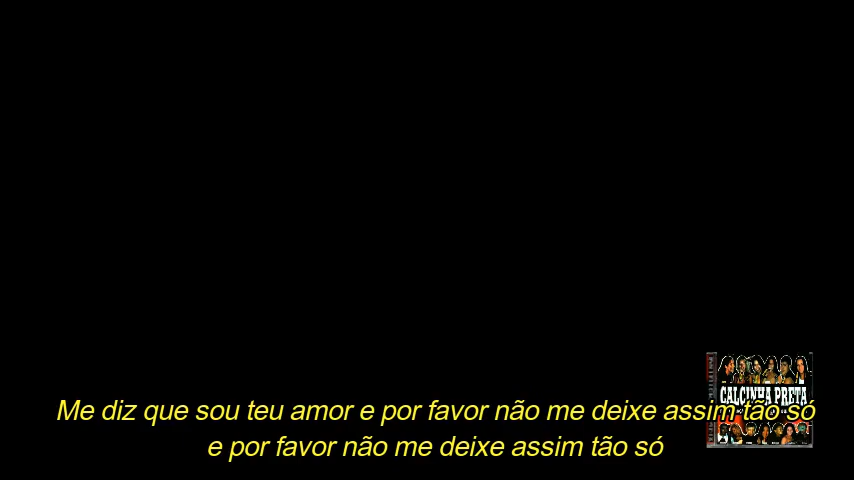 CALCINHA PRETA
Me diz que sou teu amor e por favor não me deixe assim tão só
e por favor não me deixe assim tão só